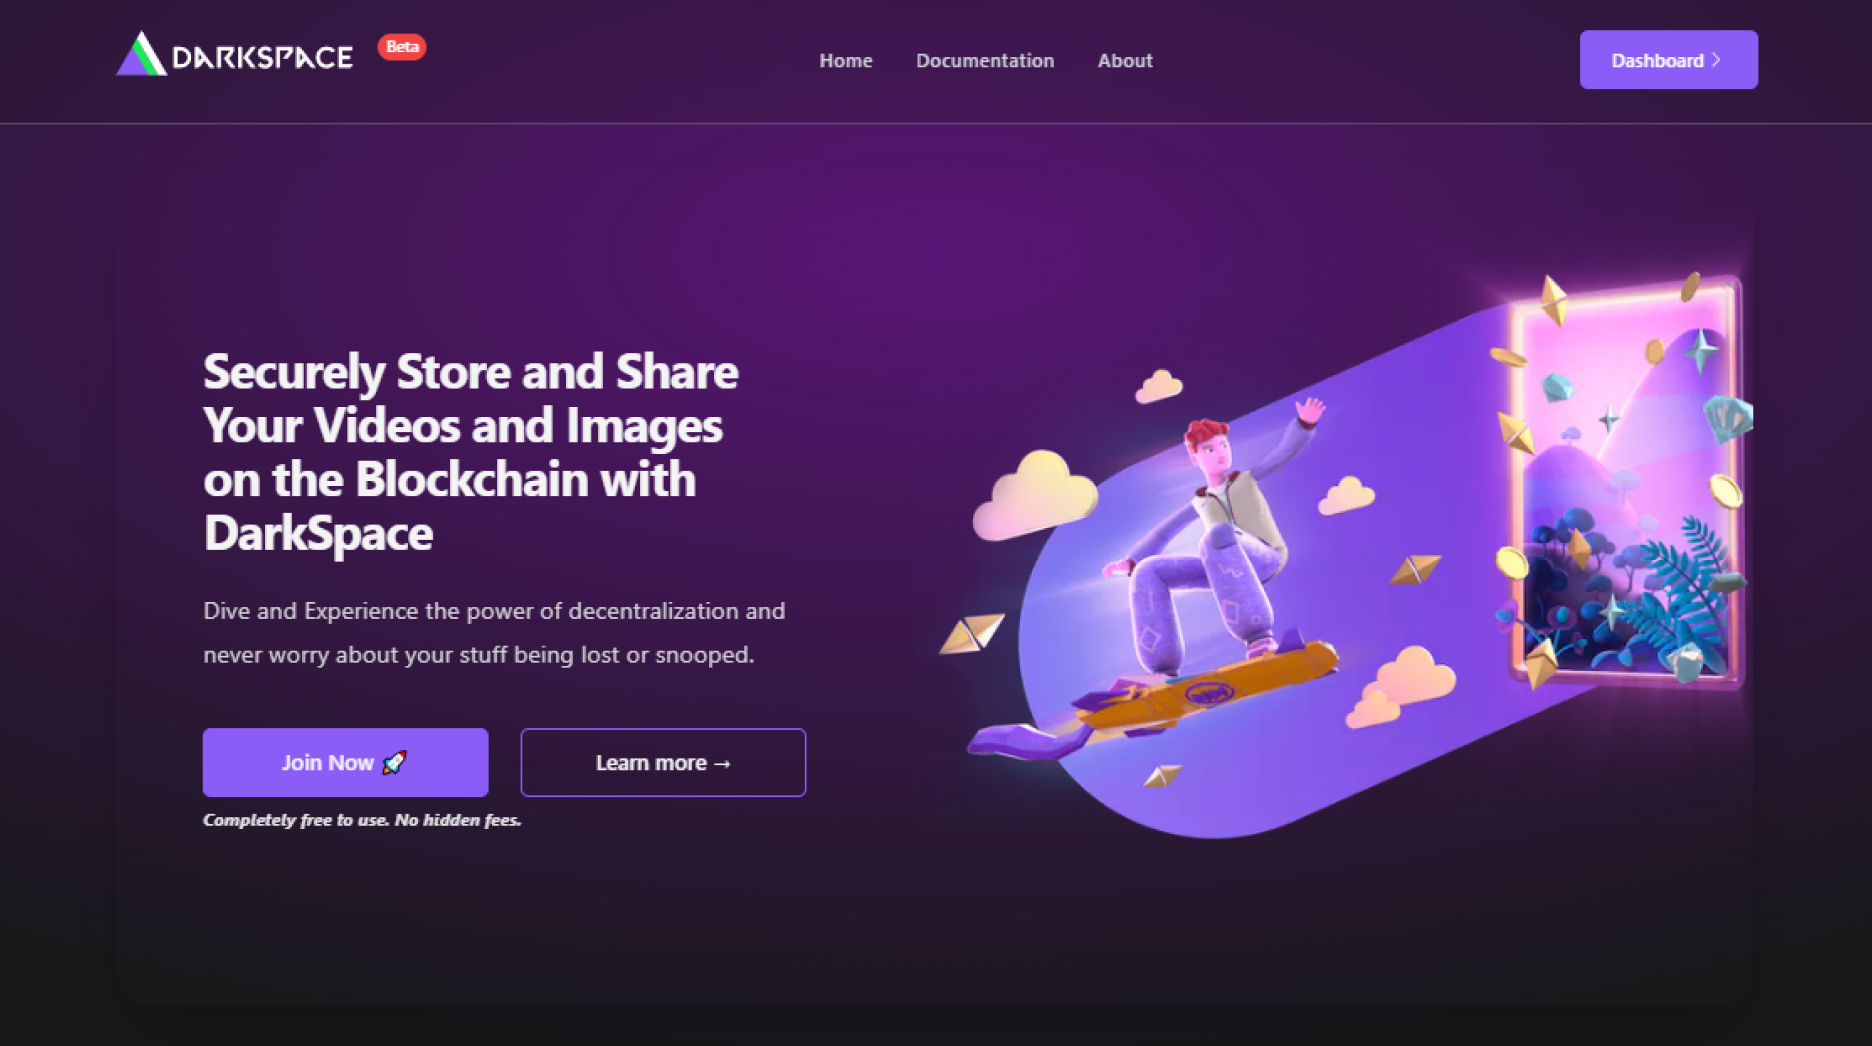 DARKSPACE
Beta
Home
Documentation
About
Dashboard >
Securely Store and Share
Your Videos and Images
on the Blockchain with
DarkSpace
Dive and Experience the power of decentralization and
never worry about your stuff being lost or snooped.
Join Now 🚀
Learn more →
Completely free to use. No hidden fees.